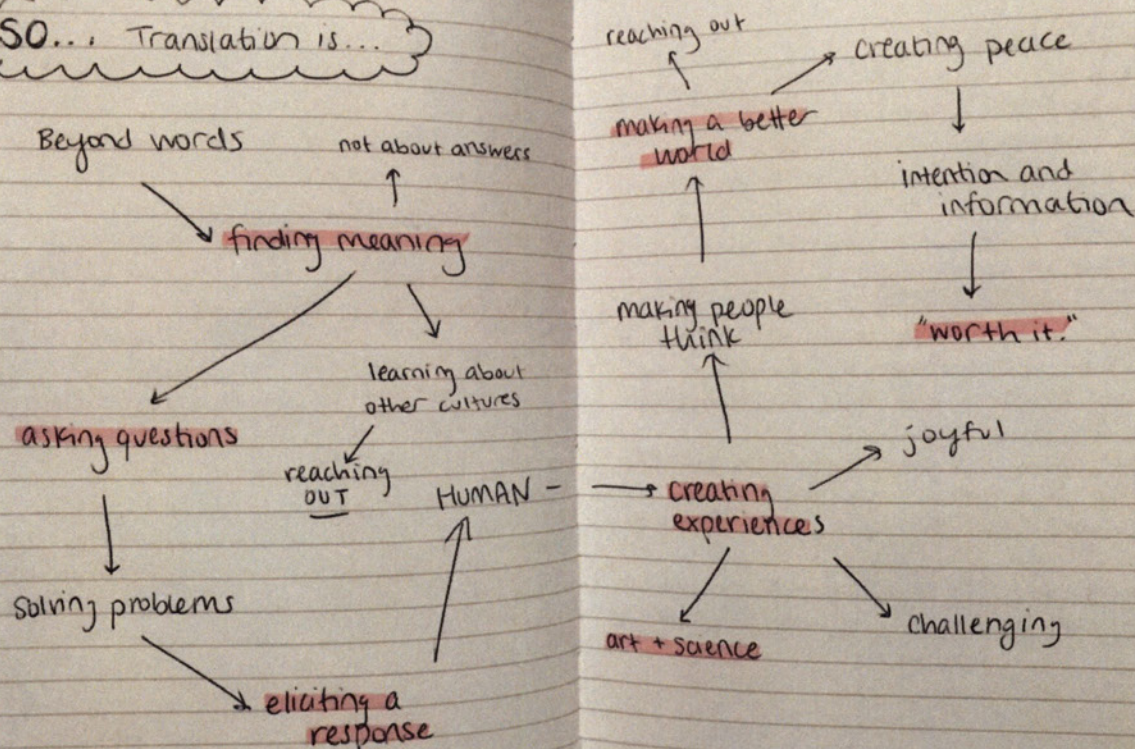 SO... Translation is...
Beyond words
not about answers
finding meaning
learning about
other cultures
asking questions
reaching
OUT
HUMAN -
solving problems
eliciting a
response
reaching out
creating peace
making a better
world
intention and
information
making people
think
"worth it."
joyful
creating
experiences
challenging
art + science